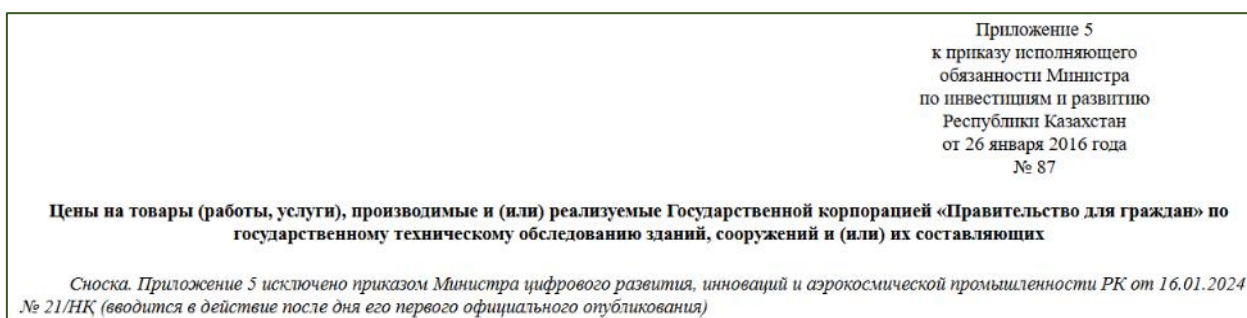 Приложение 5
к приказу исполняющего
обязанности Министра
по инвестициям и развитию
Республики Казахстан
от 26 января 2016 года
№ 87
Цены на товары (работы, услуги), производимые и (или) реализуемые Государственной корпорацией «Правительство для граждан» по
государственному техническому обследованию зданий, сооружений и (или) их составляющих
Сноска. Приложение 5 исключено приказом Министра цифрового развития, инноваций и аэрокосмической промышленности РК от 16.01.2024
№ 21/НҚ (вводится в действие после дня его первого официального опубликования)